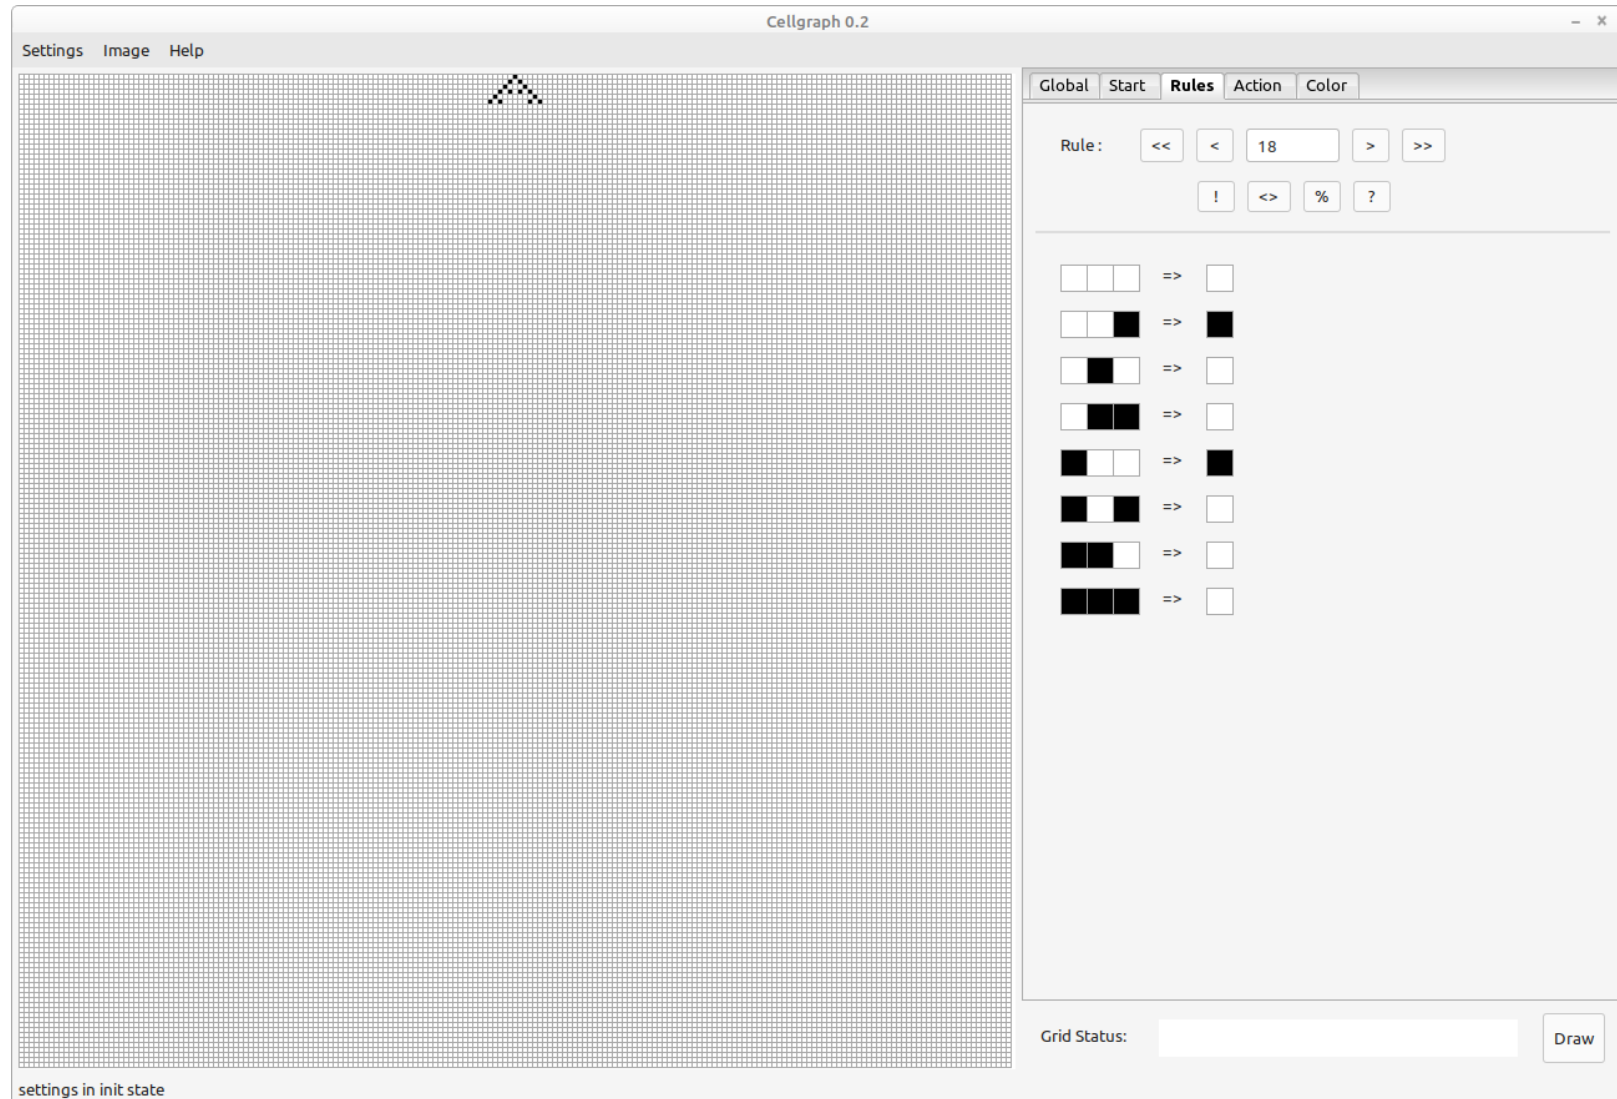 Cellgraph 0.2
Settings Image Help
Global Start Rules Action Color
Rule : << < 18 > >>
! <> % ?
=>
=>
=>
=>
=>
=>
=>
=>
Grid Status:
Draw
settings in init state